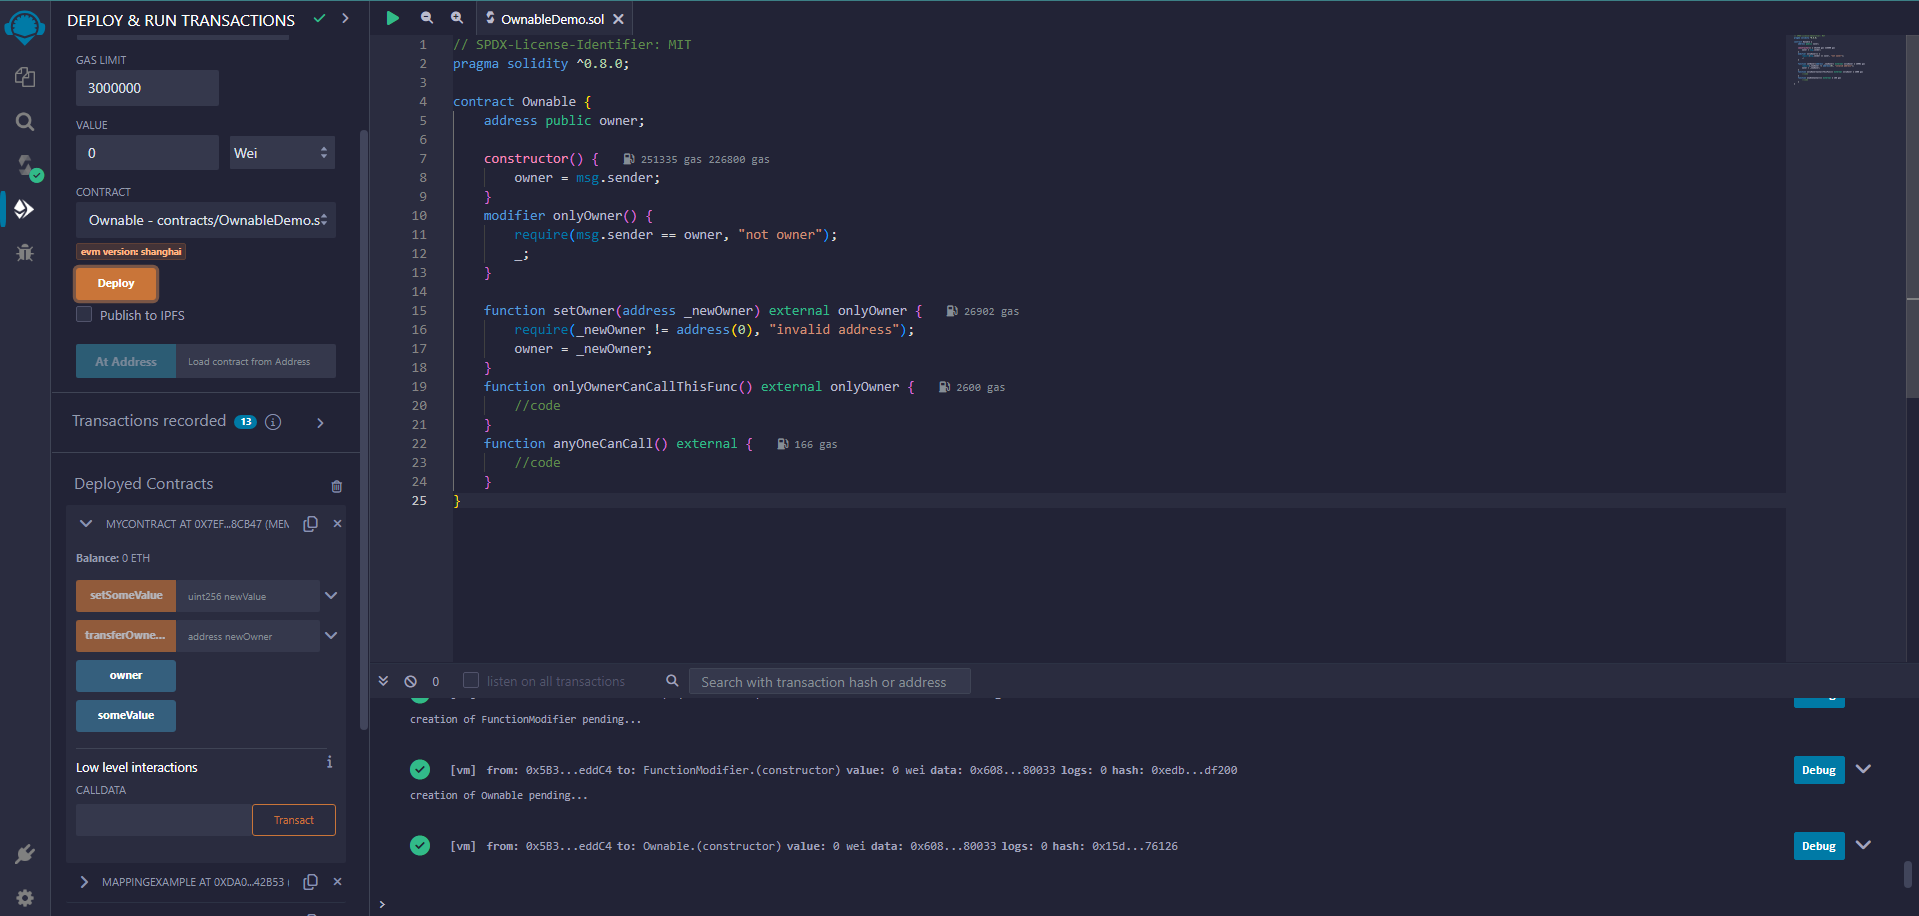 DEPLOY & RUN TRANSACTIONS
GAS LIMIT
3000000
VALUE
0
Wei
CONTRACT
Ownable - contracts/OwnableDemo.s
evm version: shanghai
Deploy
Publish to IPFS
At Address
Load contract from Address
Transactions recorded 13 i
Deployed Contracts
MYCONTRACT AT 0X7EF...8CB47 (MEM
Balance: 0 ETH
setSomeValue
uint256 newValue
transferOwne...
address newOwner
owner
someValue
Low level interactions
i
CALLDATA
Transact
MAPPINGEXAMPLE AT 0XDA0...42B53 (
OwnableDemo.sol
1 // SPDX-License-Identifier: MIT
2 pragma solidity ^0.8.0;
3
4 contract Ownable {
5 address public owner;
6
7 constructor() { 251335 gas 226800 gas
8 owner = msg.sender;
9 }
10 modifier onlyOwner() {
11 require(msg.sender == owner, "not owner");
12 _;
13 }
14
15 function setOwner(address _newOwner) external onlyOwner { 26902 gas
16 require(_newOwner != address(0), "invalid address");
17 owner = _newOwner;
18 }
19 function onlyOwnerCanCallThisFunc() external onlyOwner { 2600 gas
20 //code
21 }
22 function anyOneCanCall() external { 166 gas
23 //code
24 }
25 }
0
listen on all transactions
Search with transaction hash or address
creation of FunctionModifier pending...
[vm] from: 0x5B3...eddC4 to: FunctionModifier.(constructor) value: 0 wei data: 0x608...80033 logs: 0 hash: 0xedb...df200
Debug
creation of Ownable pending...
[vm] from: 0x5B3...eddC4 to: Ownable.(constructor) value: 0 wei data: 0x608...80033 logs: 0 hash: 0x15d...76126
Debug
>